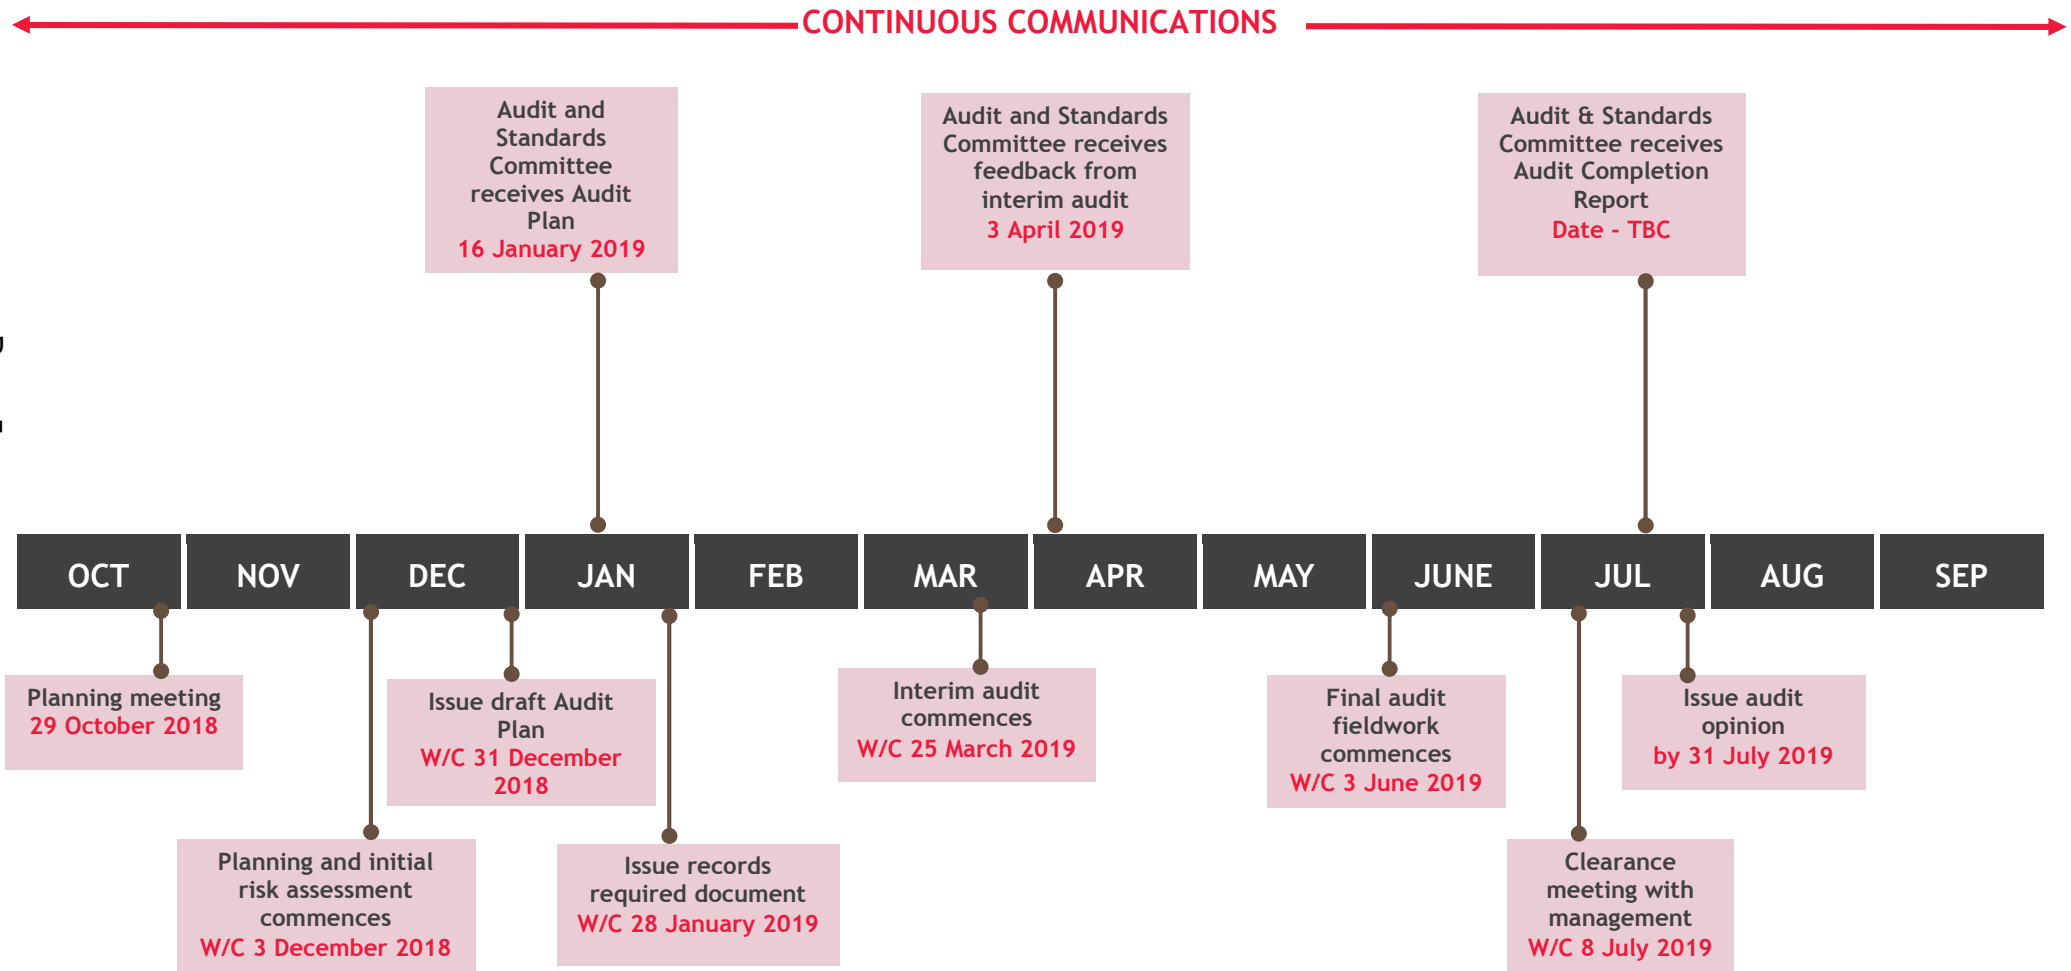 CONTINUOUS COMMUNICATIONS
Audit and
Standards
Committee
receives Audit
Plan
16 January 2019
Audit and Standards
Committee receives
feedback from
interim audit
3 April 2019
Audit & Standards
Committee receives
Audit Completion
Report
Date - TBC
OCT
NOV
DEC
JAN
FEB
MAR
APR
MAY
JUNE
JUL
AUG
SEP
Planning meeting
29 October 2018
Planning and initial
risk assessment
commences
W/C 3 December 2018
Issue draft Audit
Plan
W/C 31 December
2018
Issue records
required document
W/C 28 January 2019
Interim audit
commences
W/C 25 March 2019
Final audit
fieldwork
commences
W/C 3 June 2019
Clearance
meeting with
management
W/C 8 July 2019
Issue audit
opinion
by 31 July 2019